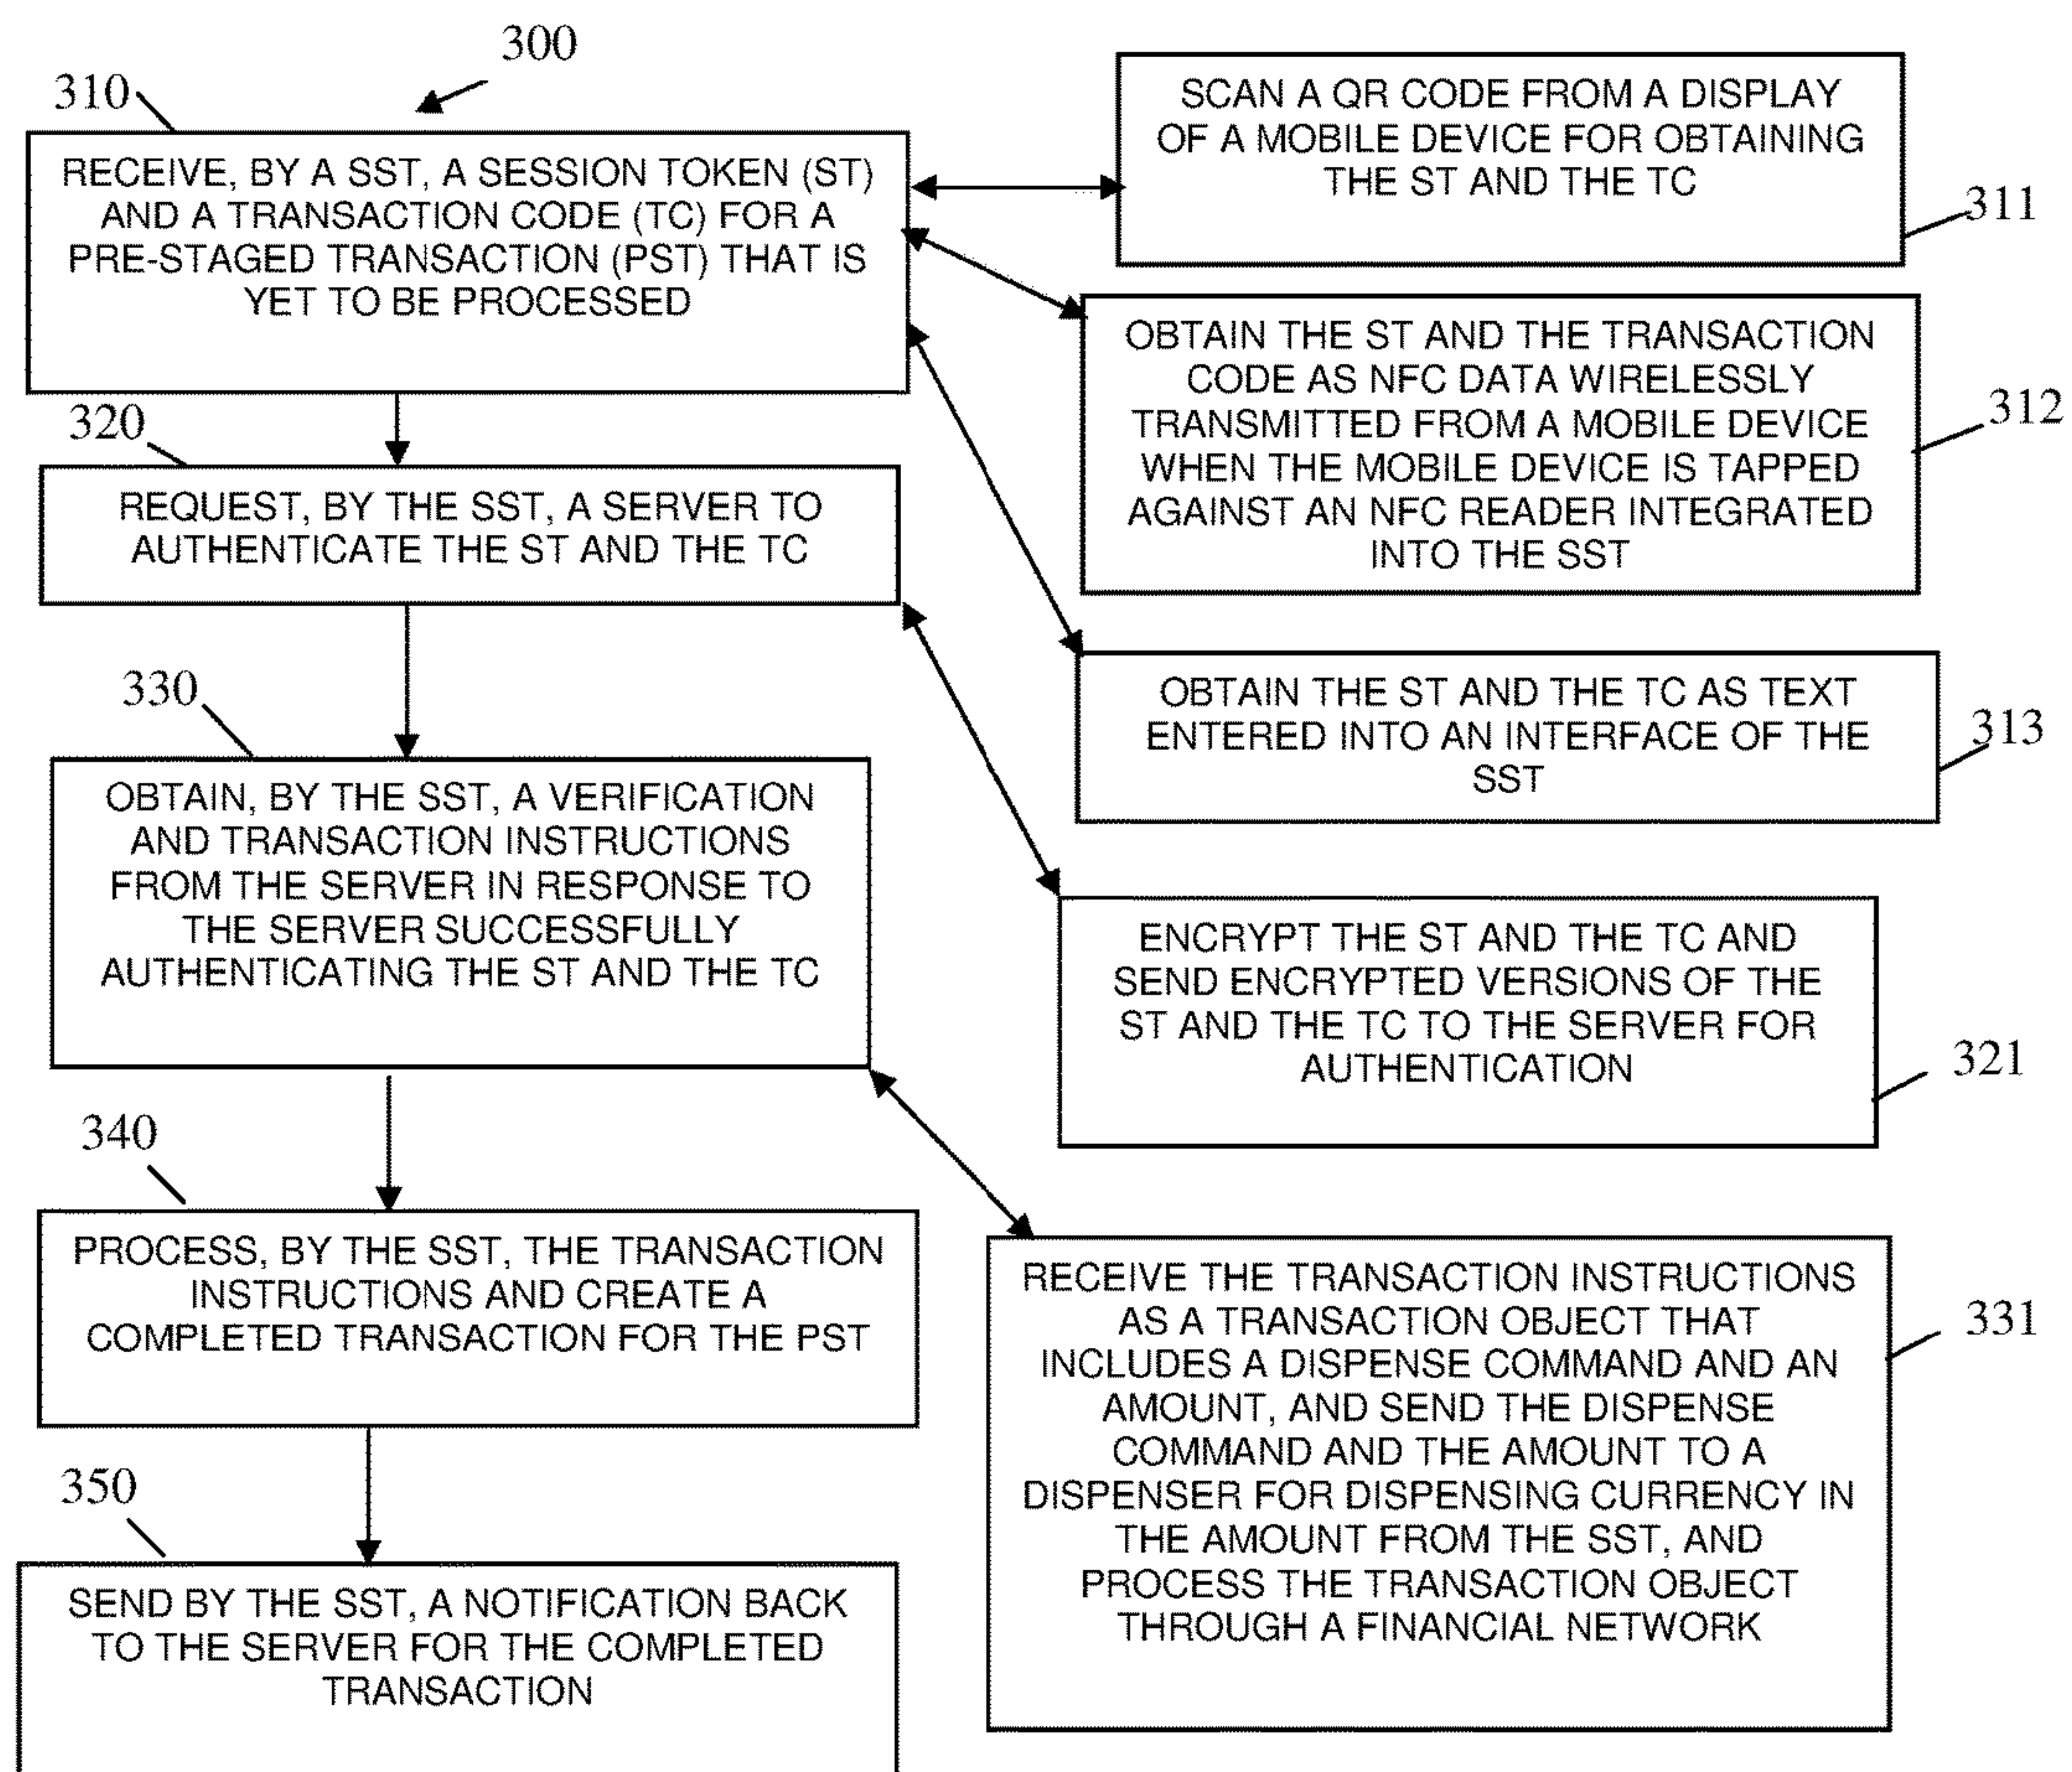 300
310
RECEIVE, BY A SST, A SESSION TOKEN (ST)
AND A TRANSACTION CODE (TC) FOR A
PRE-STAGED TRANSACTION (PST) THAT IS
YET TO BE PROCESSED
SCAN A QR CODE FROM A DISPLAY
OF A MOBILE DEVICE FOR OBTAINING
THE ST AND THE TC
311
OBTAIN THE ST AND THE TRANSACTION
CODE AS NFC DATA WIRELESSLY
TRANSMITTED FROM A MOBILE DEVICE
WHEN THE MOBILE DEVICE IS TAPPED
AGAINST AN NFC READER INTEGRATED
INTO THE SST
312
OBTAIN THE ST AND THE TC AS TEXT
ENTERED INTO AN INTERFACE OF THE
SST
313
320
REQUEST, BY THE SST, A SERVER TO
AUTHENTICATE THE ST AND THE TC
ENCRYPT THE ST AND THE TC AND
SEND ENCRYPTED VERSIONS OF THE
ST AND THE TC TO THE SERVER FOR
AUTHENTICATION
321
330
OBTAIN, BY THE SST, A VERIFICATION
AND TRANSACTION INSTRUCTIONS
FROM THE SERVER IN RESPONSE TO
THE SERVER SUCCESSFULLY
AUTHENTICATING THE ST AND THE TC
RECEIVE THE TRANSACTION INSTRUCTIONS
AS A TRANSACTION OBJECT THAT
INCLUDES A DISPENSE COMMAND AND AN
AMOUNT, AND SEND THE DISPENSE
COMMAND AND THE AMOUNT TO A
DISPENSER FOR DISPENSING CURRENCY IN
THE AMOUNT FROM THE SST, AND
PROCESS THE TRANSACTION OBJECT
THROUGH A FINANCIAL NETWORK
331
340
PROCESS, BY THE SST, THE TRANSACTION
INSTRUCTIONS AND CREATE A
COMPLETED TRANSACTION FOR THE PST
350
SEND BY THE SST, A NOTIFICATION BACK
TO THE SERVER FOR THE COMPLETED
TRANSACTION